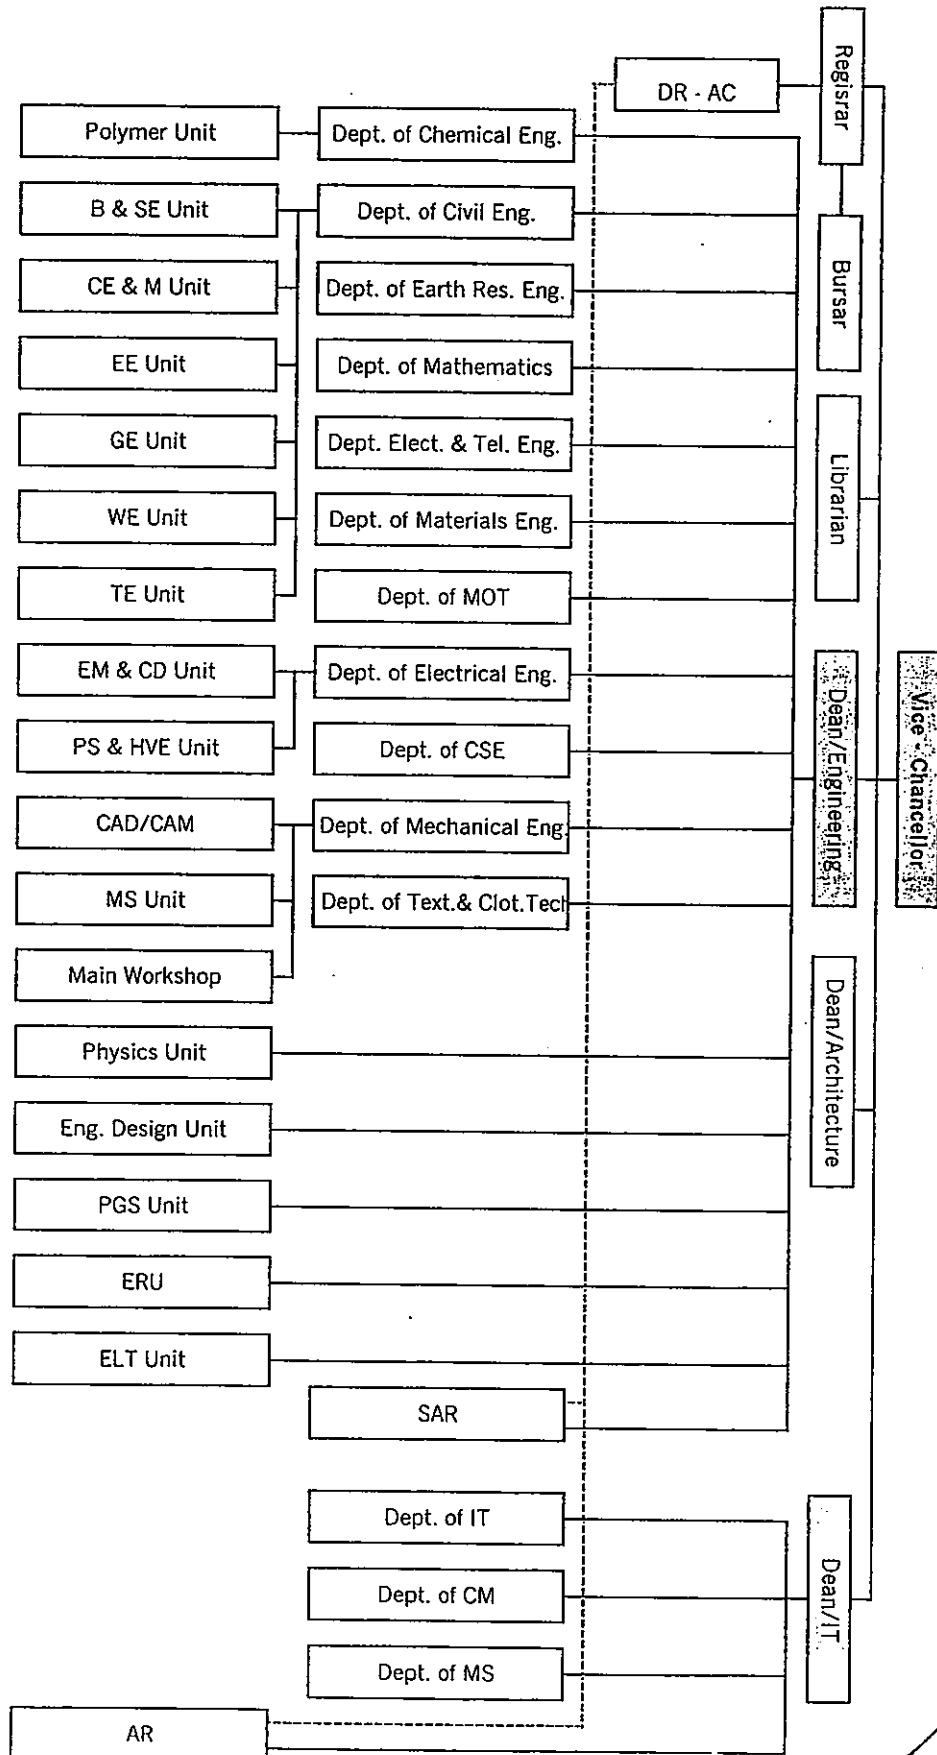 Regisrar
DR - AC
Polymer Unit
Dept. of Chemical Eng.
B & SE Unit
Dept. of Civil Eng.
Bursar
CE & M Unit
Dept. of Earth Res. Eng.
EE Unit
Dept. of Mathematics
GE Unit
Dept. Elect. & Tel. Eng.
Librarian
WE Unit
Dept. of Materials Eng.
TE Unit
Dept. of MOT
EM & CD Unit
Dept. of Electrical Eng.
Dean/Engineering
Vice - Chancellor
PS & HVE Unit
Dept. of CSE
CAD/CAM
Dept. of Mechanical Eng
MS Unit
Dept. of Text.& Clot.Tech
Main Workshop
Physics Unit
Dean/Architecture
Eng. Design Unit
PGS Unit
ERU
ELT Unit
SAR
Dept. of IT
Dean/IT
Dept. of CM
Dept. of MS
AR